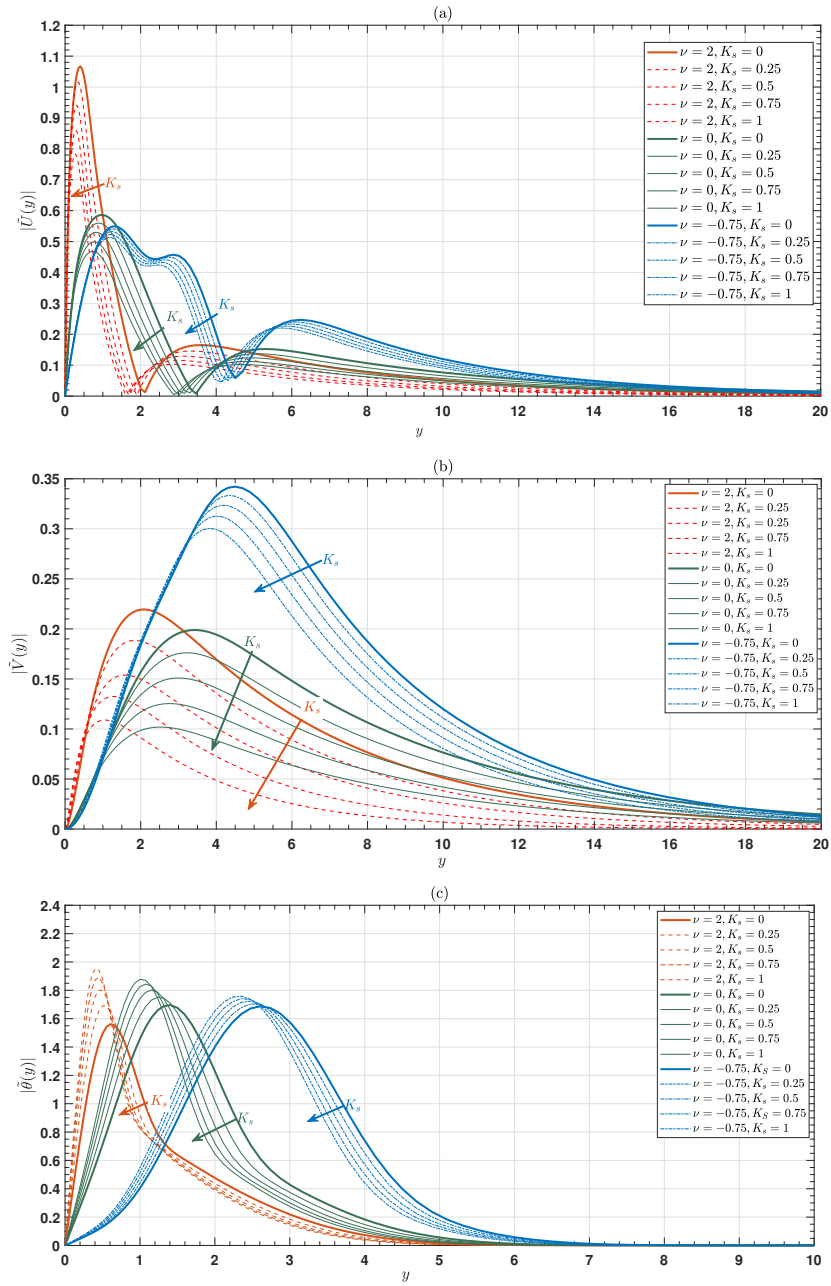 (a)
1.2
1.1
1
0.9
0.8
0.7
0.6
0.5
0.4
0.3
0.2
0.1
0
|Ũ(y)|
K_s
K_s
K_s
ν = 2, K_s = 0
ν = 2, K_s = 0.25
ν = 2, K_s = 0.5
ν = 2, K_s = 0.75
ν = 2, K_s = 1
ν = 0, K_s = 0
ν = 0, K_s = 0.25
ν = 0, K_s = 0.5
ν = 0, K_s = 0.75
ν = 0, K_s = 1
ν = −0.75, K_s = 0
ν = −0.75, K_s = 0.25
ν = −0.75, K_s = 0.5
ν = −0.75, K_s = 0.75
ν = −0.75, K_s = 1
0 2 4 6 8 10 12 14 16 18 20
y
(b)
0.35
0.3
0.25
0.2
0.15
0.1
0.05
0
|Ṽ(y)|
K_s
K_s
K_s
ν = 2, K_s = 0
ν = 2, K_s = 0.25
ν = 2, K_s = 0.25
ν = 2, K_s = 0.75
ν = 2, K_s = 1
ν = 0, K_s = 0
ν = 0, K_s = 0.25
ν = 0, K_s = 0.5
ν = 0, K_s = 0.75
ν = 0, K_s = 1
ν = −0.75, K_s = 0
ν = −0.75, K_s = 0.25
ν = −0.75, K_s = 0.5
ν = −0.75, K_s = 0.75
ν = −0.75, K_s = 1
0 2 4 6 8 10 12 14 16 18 20
y
(c)
2.4
2.2
2
1.8
1.6
1.4
1.2
1
0.8
0.6
0.4
0.2
0
|θ̃(y)|
K_s
K_s
K_s
ν = 2, K_s = 0
ν = 2, K_s = 0.25
ν = 2, K_s = 0.5
ν = 2, K_s = 0.75
ν = 2, K_s = 1
ν = 0, K_s = 0
ν = 0, K_s = 0.25
ν = 0, K_s = 0.5
ν = 0, K_s = 0.75
ν = 0, K_s = 1
ν = −0.75, K_S = 0
ν = −0.75, K_s = 0.25
ν = −0.75, K_s = 0.5
ν = −0.75, K_S = 0.75
ν = −0.75, K_s = 1
0 1 2 3 4 5 6 7 8 9 10
y